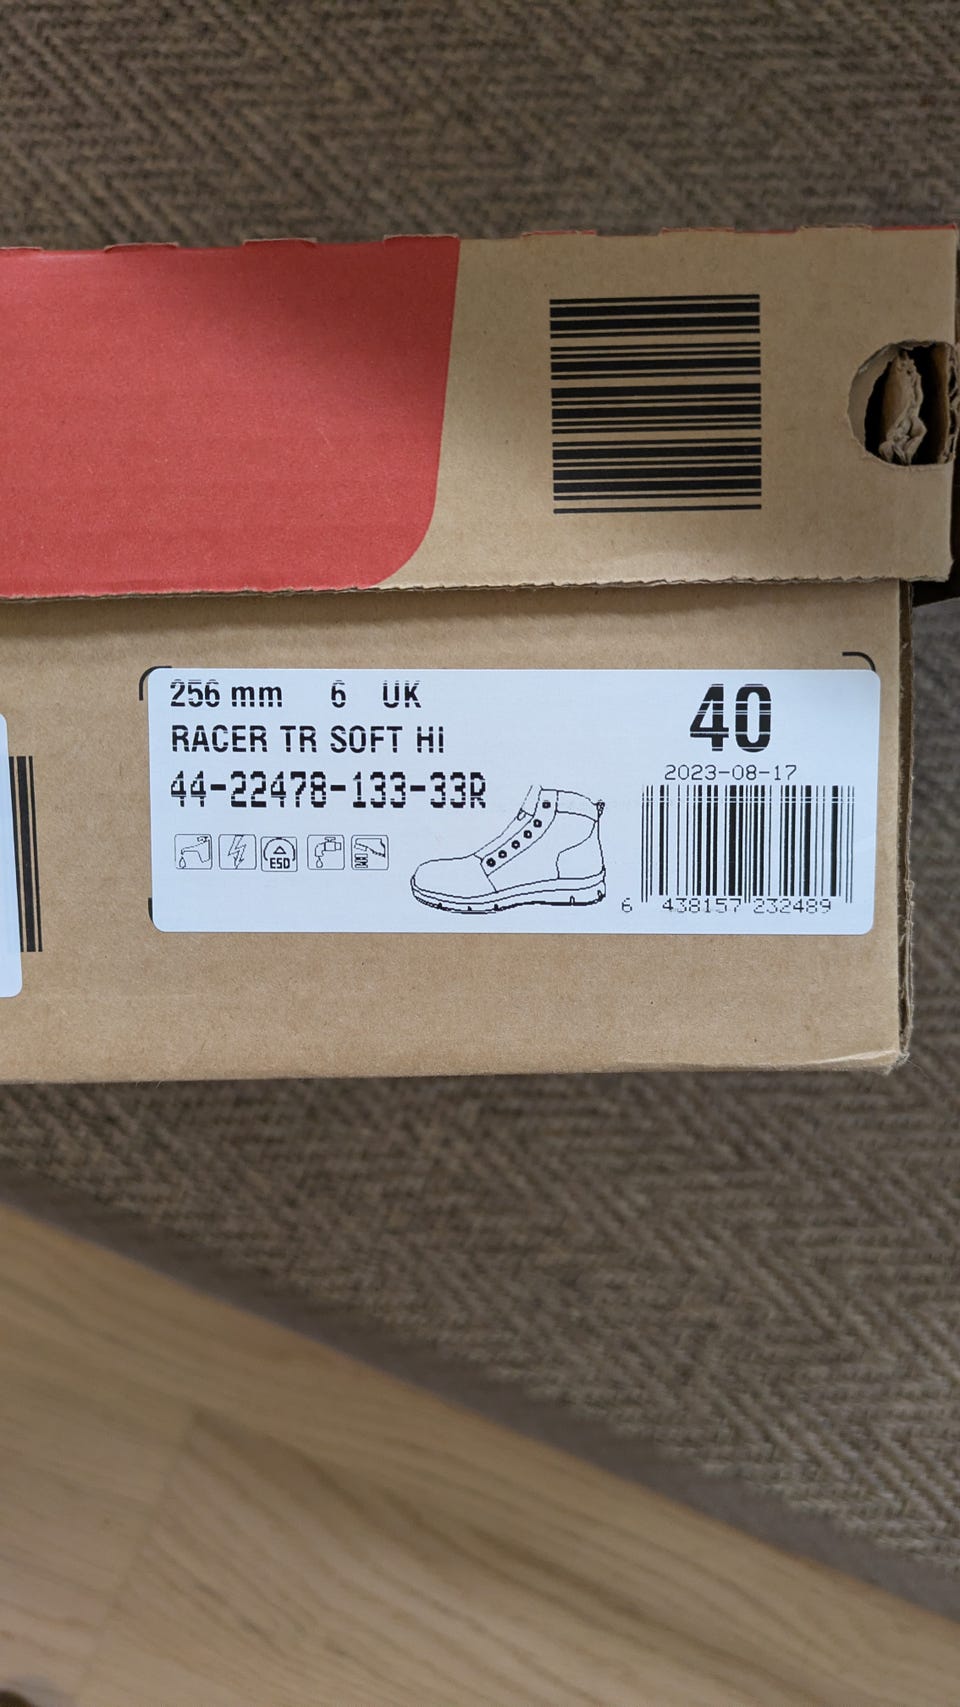 256 mm 6 UK
40
RACER TR SOFT HI
2023-08-17
44-22478-133-33R
ESD
6 438157 232489